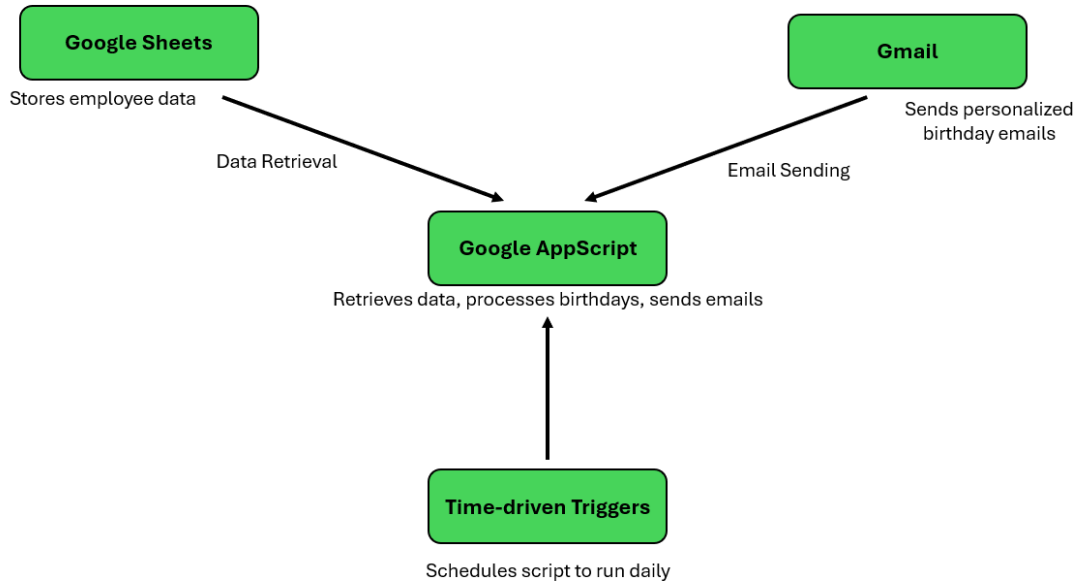 Google Sheets
Gmail
Stores employee data
Sends personalized
birthday emails
Data Retrieval
Email Sending
Google AppScript
Retrieves data, processes birthdays, sends emails
Time-driven Triggers
Schedules script to run daily